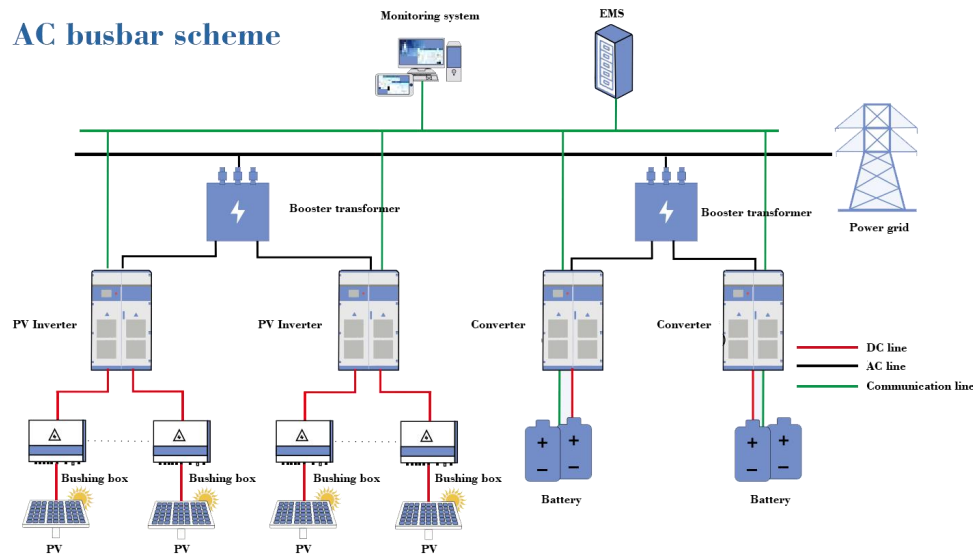 AC busbar scheme
Monitoring system
EMS
Booster transformer
Booster transformer
Power grid
PV Inverter
PV Inverter
Converter
Converter
DC line
AC line
Communication line
Bushing box
Bushing box
Bushing box
Bushing box
+
+
+
+
−
−
−
−
Battery
Battery
PV
PV
PV
PV